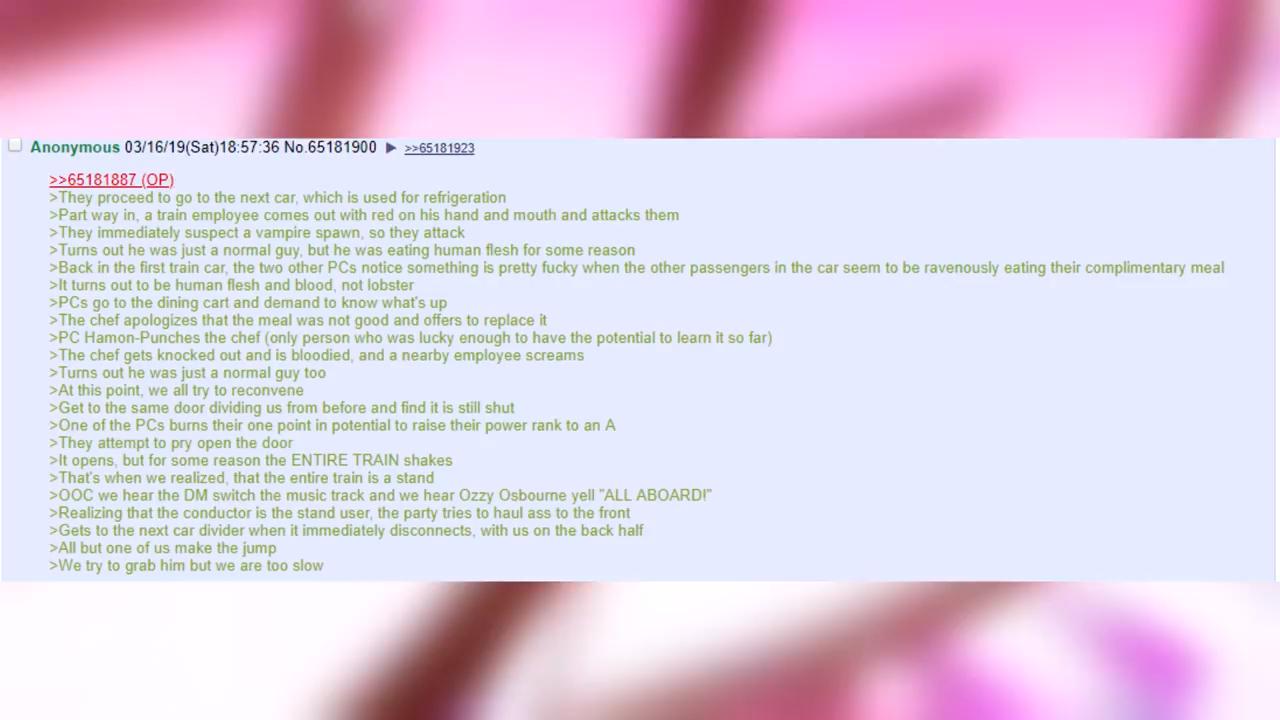 Anonymous 03/16/19(Sat)18:57:36 No.65181900 ▶ >>65181923
>>65181887 (OP)
>They proceed to go to the next car, which is used for refrigeration
>Part way in, a train employee comes out with red on his hand and mouth and attacks them
>They immediately suspect a vampire spawn, so they attack
>Turns out he was just a normal guy, but he was eating human flesh for some reason
>Back in the first train car, the two other PCs notice something is pretty fucky when the other passengers in the car seem to be ravenously eating their complimentary meal
>It turns out to be human flesh and blood, not lobster
>PCs go to the dining cart and demand to know what's up
>The chef apologizes that the meal was not good and offers to replace it
>PC Hamon-Punches the chef (only person who was lucky enough to have the potential to learn it so far)
>The chef gets knocked out and is bloodied, and a nearby employee screams
>Turns out he was just a normal guy too
>At this point, we all try to reconvene
>Get to the same door dividing us from before and find it is still shut
>One of the PCs burns their one point in potential to raise their power rank to an A
>They attempt to pry open the door
>It opens, but for some reason the ENTIRE TRAIN shakes
>That's when we realized, that the entire train is a stand
>OOC we hear the DM switch the music track and we hear Ozzy Osbourne yell "ALL ABOARD!"
>Realizing that the conductor is the stand user, the party tries to haul ass to the front
>Gets to the next car divider when it immediately disconnects, with us on the back half
>All but one of us make the jump
>We try to grab him but we are too slow